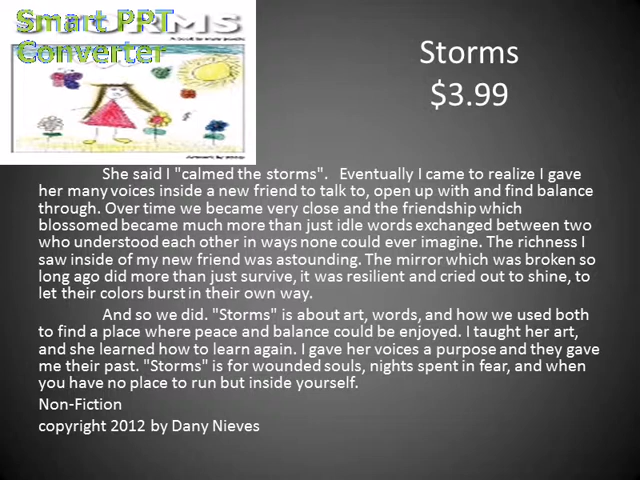 Smart PPT
Converter
STORMS
Storms
$3.99
She said I "calmed the storms". Eventually I came to realize I gave
her many voices inside a new friend to talk to, open up with and find balance
through. Over time we became very close and the friendship which
blossomed became much more than just idle words exchanged between two
who understood each other in ways none could ever imagine. The richness I
saw inside of my new friend was astounding. The mirror which was broken so
long ago did more than just survive, it was resilient and cried out to shine, to
let their colors burst in their own way.
And so we did. "Storms" is about art, words, and how we used both
to find a place where peace and balance could be enjoyed. I taught her art,
and she learned how to learn again. I gave her voices a purpose and they gave
me their past. "Storms" is for wounded souls, nights spent in fear, and when
you have no place to run but inside yourself.
Non-Fiction
copyright 2012 by Dany Nieves